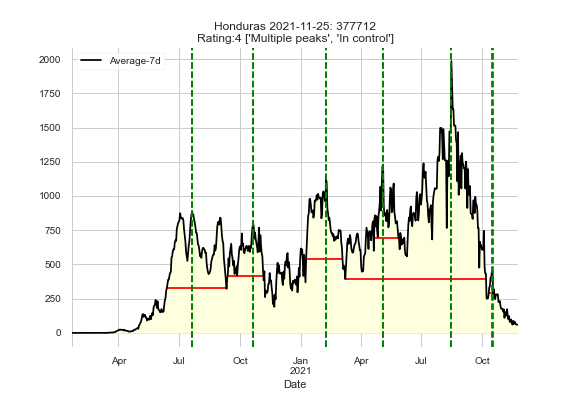 Honduras 2021-11-25: 377712
Rating:4 ['Multiple peaks', 'In control']
Average-7d
2000
1750
1500
1250
1000
750
500
250
0
Apr Jul Oct Jan Apr Jul Oct
2021
Date